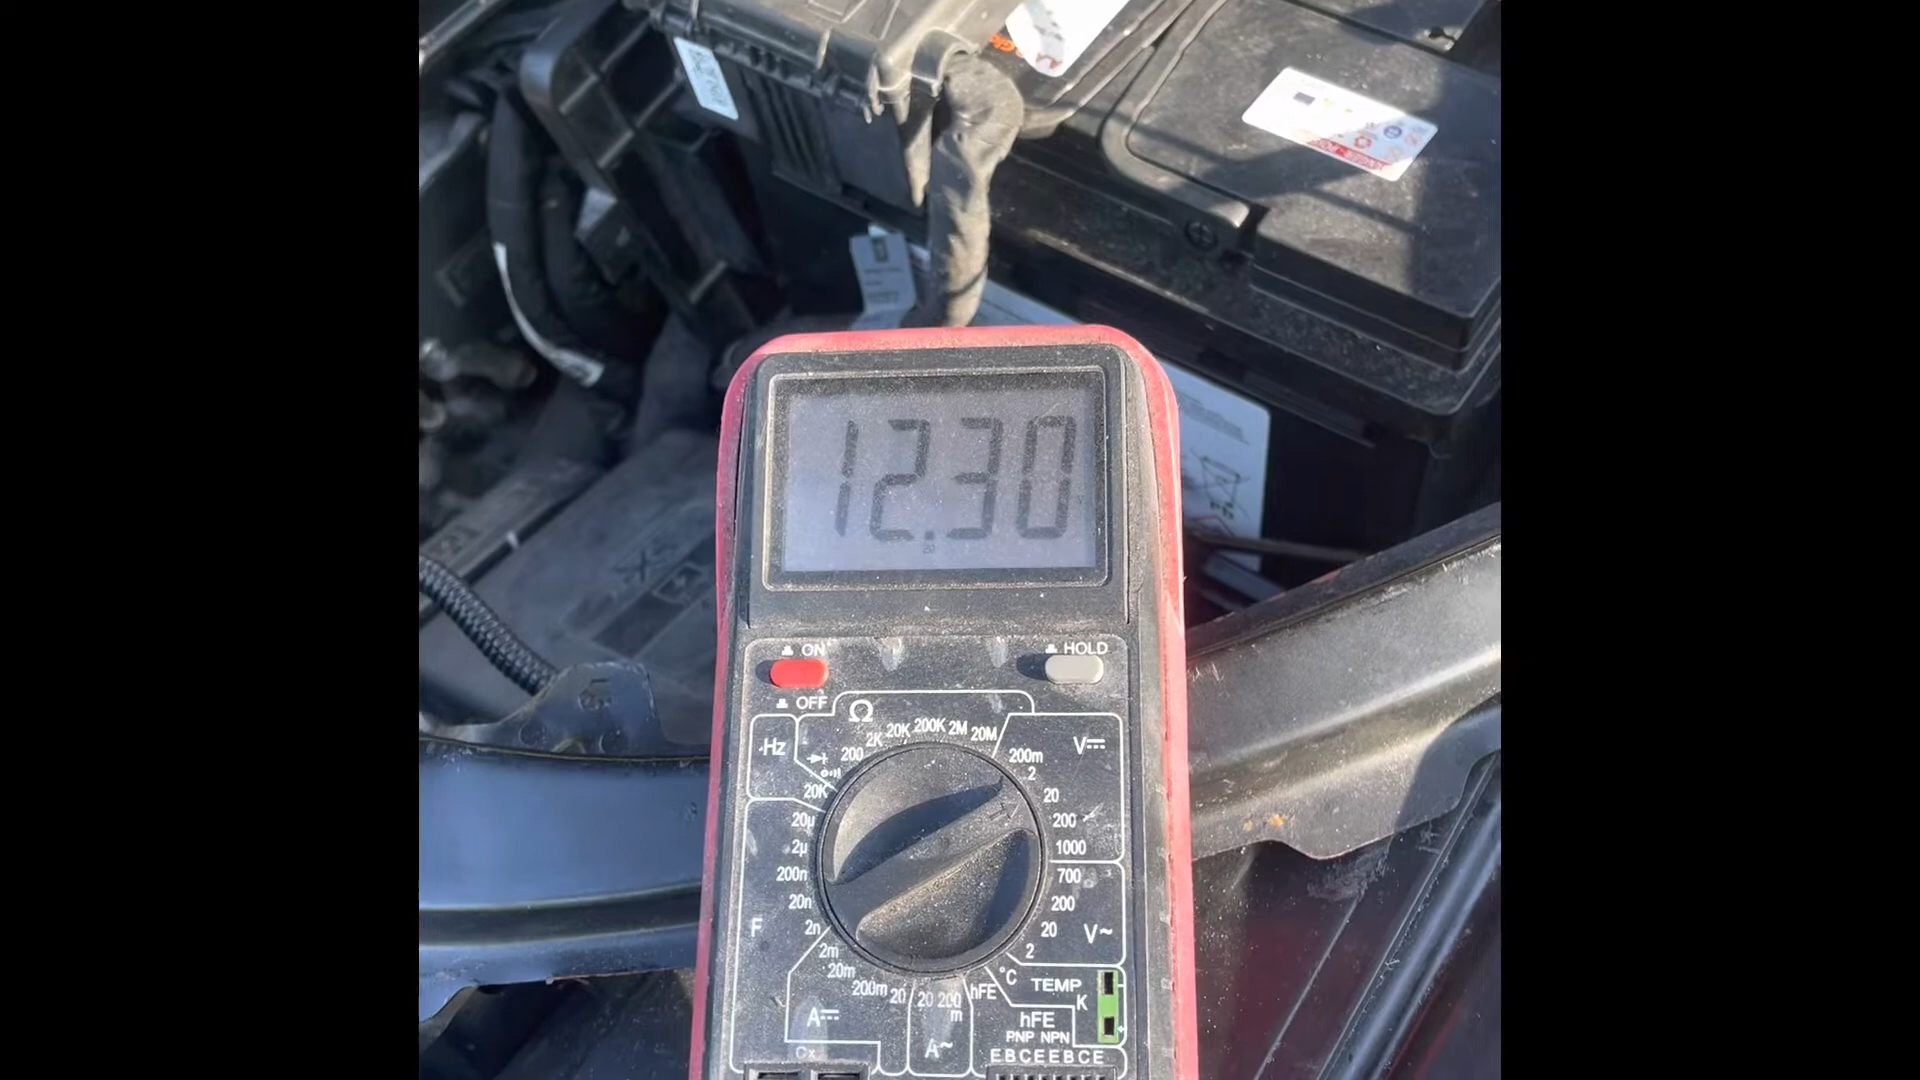 12.30
20
ON
HOLD
OFF
Ω
200 2K 20K 200K 2M 20M
Hz
20K
200m
2
20
200
1000
V⎓
20µ
2µ
200n
20n
2n
F
700
200
20
2
V~
2m
20m
200m
20
A⎓
20 200
m
A~
hFE
°C
TEMP
K
hFE
PNP NPN
EBCEEBCE
Cx